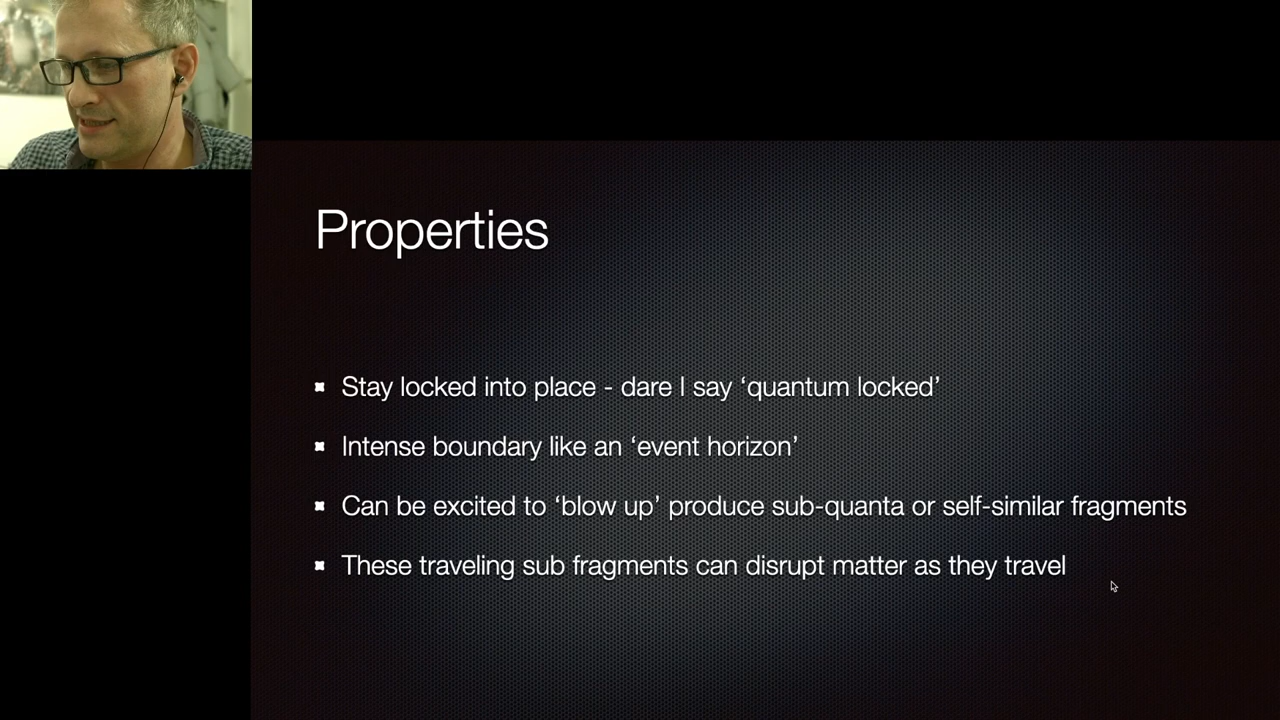 Properties
Stay locked into place - dare I say ‘quantum locked’
Intense boundary like an ‘event horizon’
Can be excited to ‘blow up’ produce sub-quanta or self-similar fragments
These traveling sub fragments can disrupt matter as they travel